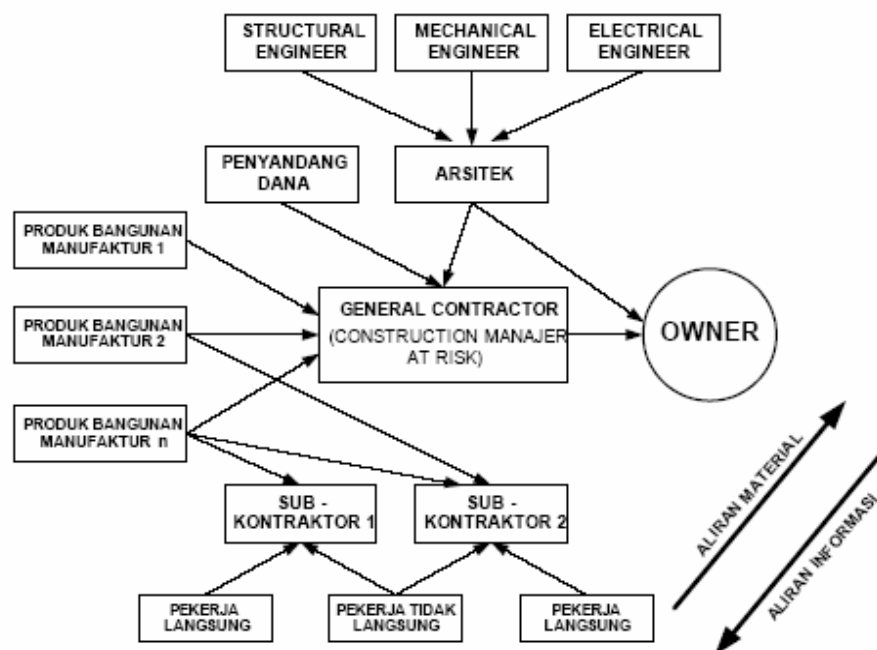 STRUCTURAL
ENGINEER
MECHANICAL
ENGINEER
ELECTRICAL
ENGINEER
PENYANDANG
DANA
ARSITEK
PRODUK BANGUNAN
MANUFAKTUR 1
GENERAL CONTRACTOR
(CONSTRUCTION MANAJER
AT RISK)
OWNER
PRODUK BANGUNAN
MANUFAKTUR 2
PRODUK BANGUNAN
MANUFAKTUR n
SUB -
KONTRAKTOR 1
SUB -
KONTRAKTOR 2
ALIRAN MATERIAL
ALIRAN INFORMASI
PEKERJA
LANGSUNG
PEKERJA TIDAK
LANGSUNG
PEKERJA
LANGSUNG